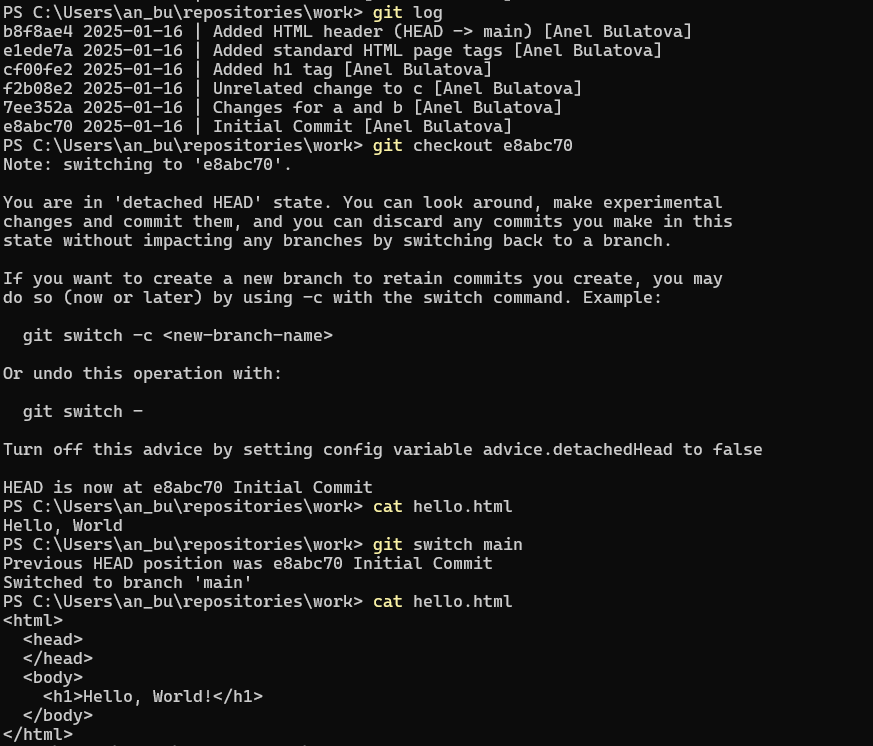 PS C:\Users\an_bu\repositories\work> git log
b8f8ae4 2025-01-16 | Added HTML header (HEAD -> main) [Anel Bulatova]
e1ede7a 2025-01-16 | Added standard HTML page tags [Anel Bulatova]
cf00fe2 2025-01-16 | Added h1 tag [Anel Bulatova]
f2b08e2 2025-01-16 | Unrelated change to c [Anel Bulatova]
7ee352a 2025-01-16 | Changes for a and b [Anel Bulatova]
e8abc70 2025-01-16 | Initial Commit [Anel Bulatova]
PS C:\Users\an_bu\repositories\work> git checkout e8abc70
Note: switching to 'e8abc70'.

You are in 'detached HEAD' state. You can look around, make experimental
changes and commit them, and you can discard any commits you make in this
state without impacting any branches by switching back to a branch.

If you want to create a new branch to retain commits you create, you may
do so (now or later) by using -c with the switch command. Example:

  git switch -c <new-branch-name>

Or undo this operation with:

  git switch -

Turn off this advice by setting config variable advice.detachedHead to false

HEAD is now at e8abc70 Initial Commit
PS C:\Users\an_bu\repositories\work> cat hello.html
Hello, World
PS C:\Users\an_bu\repositories\work> git switch main
Previous HEAD position was e8abc70 Initial Commit
Switched to branch 'main'
PS C:\Users\an_bu\repositories\work> cat hello.html
<html>
  <head>
  </head>
  <body>
    <h1>Hello, World!</h1>
  </body>
</html>